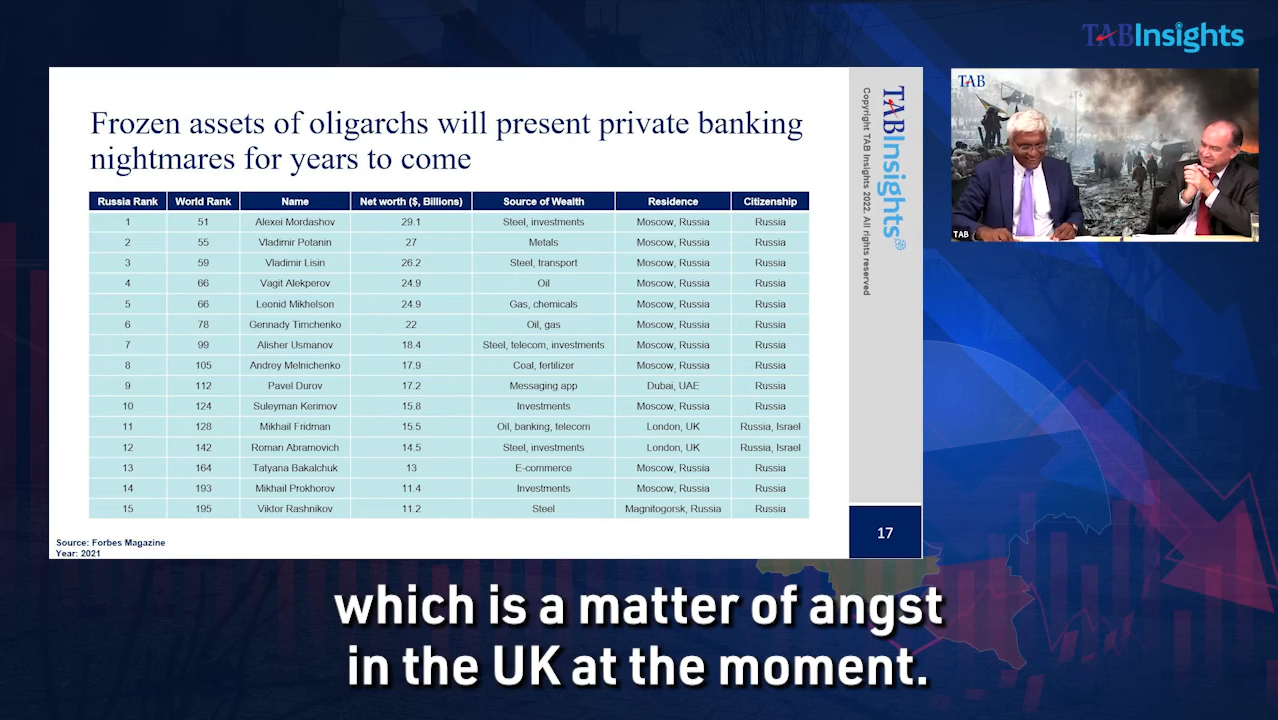 TABInsights
Frozen assets of oligarchs will present private banking
nightmares for years to come
Russia Rank World Rank Name Net worth ($, Billions) Source of Wealth Residence Citizenship
1 51 Alexei Mordashov 29.1 Steel, investments Moscow, Russia Russia
2 55 Vladimir Potanin 27 Metals Moscow, Russia Russia
3 59 Vladimir Lisin 26.2 Steel, transport Moscow, Russia Russia
4 66 Vagit Alekperov 24.9 Oil Moscow, Russia Russia
5 66 Leonid Mikhelson 24.9 Gas, chemicals Moscow, Russia Russia
6 78 Gennady Timchenko 22 Oil, gas Moscow, Russia Russia
7 99 Alisher Usmanov 18.4 Steel, telecom, investments Moscow, Russia Russia
8 105 Andrey Melnichenko 17.9 Coal, fertilizer Moscow, Russia Russia
9 112 Pavel Durov 17.2 Messaging app Dubai, UAE Russia
10 124 Suleyman Kerimov 15.8 Investments Moscow, Russia Russia
11 128 Mikhail Fridman 15.5 Oil, banking, telecom London, UK Russia, Israel
12 142 Roman Abramovich 14.5 Steel, investments London, UK Russia, Israel
13 164 Tatyana Bakalchuk 13 E-commerce Moscow, Russia Russia
14 193 Mikhail Prokhorov 11.4 Investments Moscow, Russia Russia
15 195 Viktor Rashnikov 11.2 Steel Magnitogorsk, Russia Russia
Source: Forbes Magazine
Year: 2021
TABInsights
Copyright TAB Insights 2022. All rights reserved
17
TAB
TAB
which is a matter of angst
in the UK at the moment.